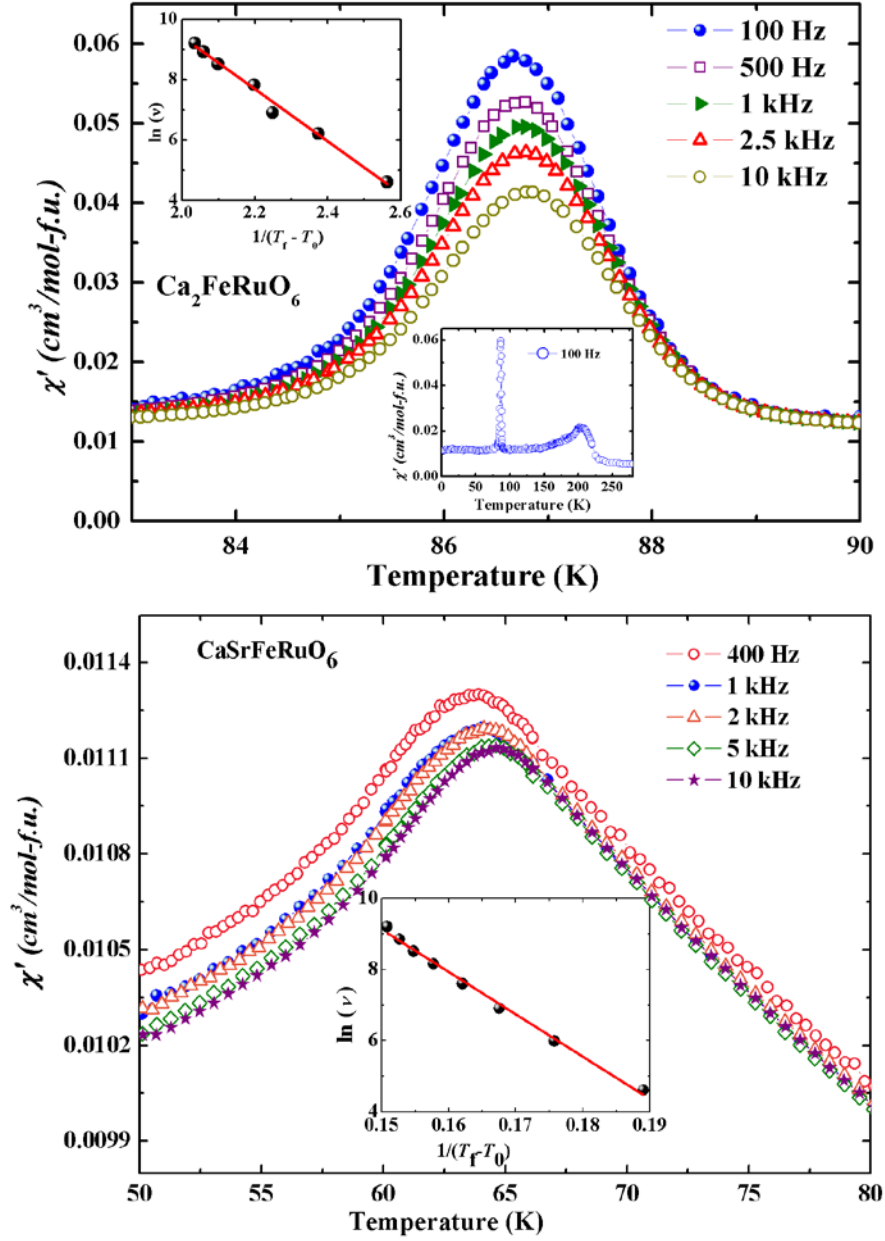 0.06
0.05
0.04
0.03
0.02
0.01
0.00
χ' (cm³/mol-f.u.)
84
86
88
90
Temperature (K)
100 Hz
500 Hz
1 kHz
2.5 kHz
10 kHz
Ca₂FeRuO₆
10
8
6
4
ln (ν)
2.0
2.2
2.4
2.6
1/(T_f - T_0)
0.06
0.04
0.02
0.00
χ' (cm³/mol-f.u.)
100 Hz
0
50
100
150
200
250
Temperature (K)
0.0114
0.0111
0.0108
0.0105
0.0102
0.0099
χ' (cm³/mol-f.u.)
50
55
60
65
70
75
80
Temperature (K)
CaSrFeRuO₆
400 Hz
1 kHz
2 kHz
5 kHz
10 kHz
10
8
6
4
ln (ν)
0.15
0.16
0.17
0.18
0.19
1/(T_f-T_0)